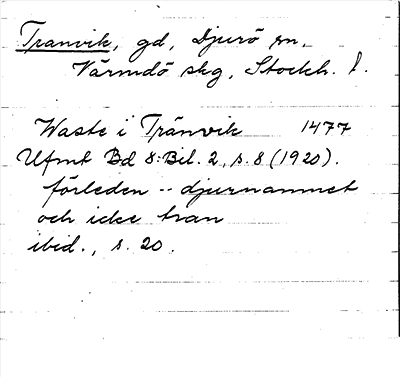 Tranvik, gd, Djurö sn,
Värmdö skg, Stockh. l.
Waste i Tränvik 1477
Ufmt Bd 8: Bil. 2, s. 8 (1920).
förleden -- djurnamnet
och icke tran
ibid., s. 20.